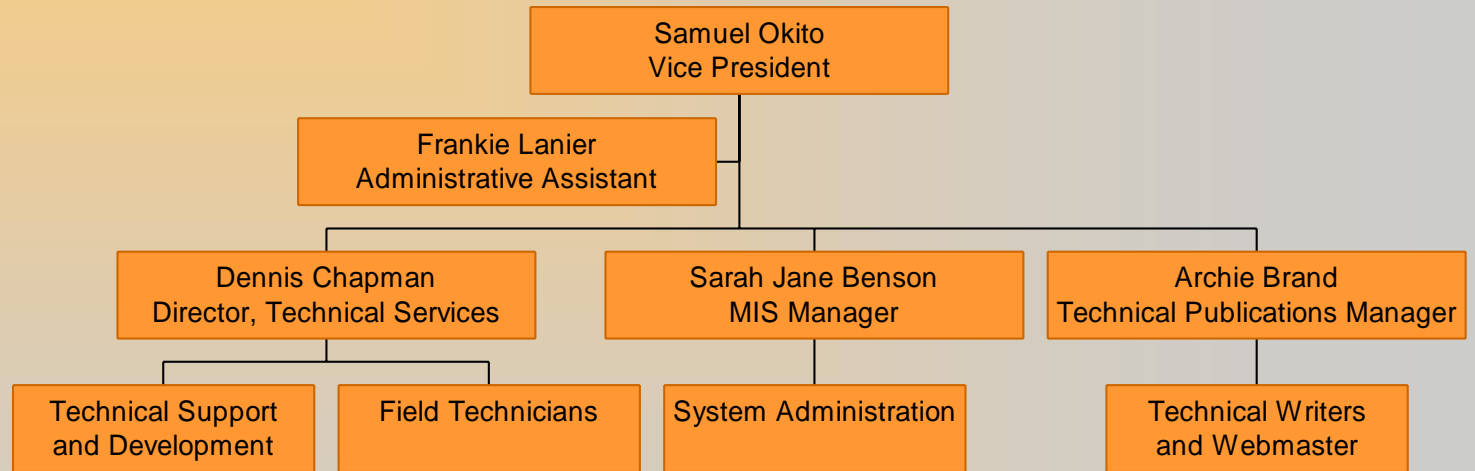 Samuel Okito
Vice President
Frankie Lanier
Administrative Assistant
Dennis Chapman
Director, Technical Services
Sarah Jane Benson
MIS Manager
Archie Brand
Technical Publications Manager
Technical Support
and Development
Field Technicians
System Administration
Technical Writers
and Webmaster